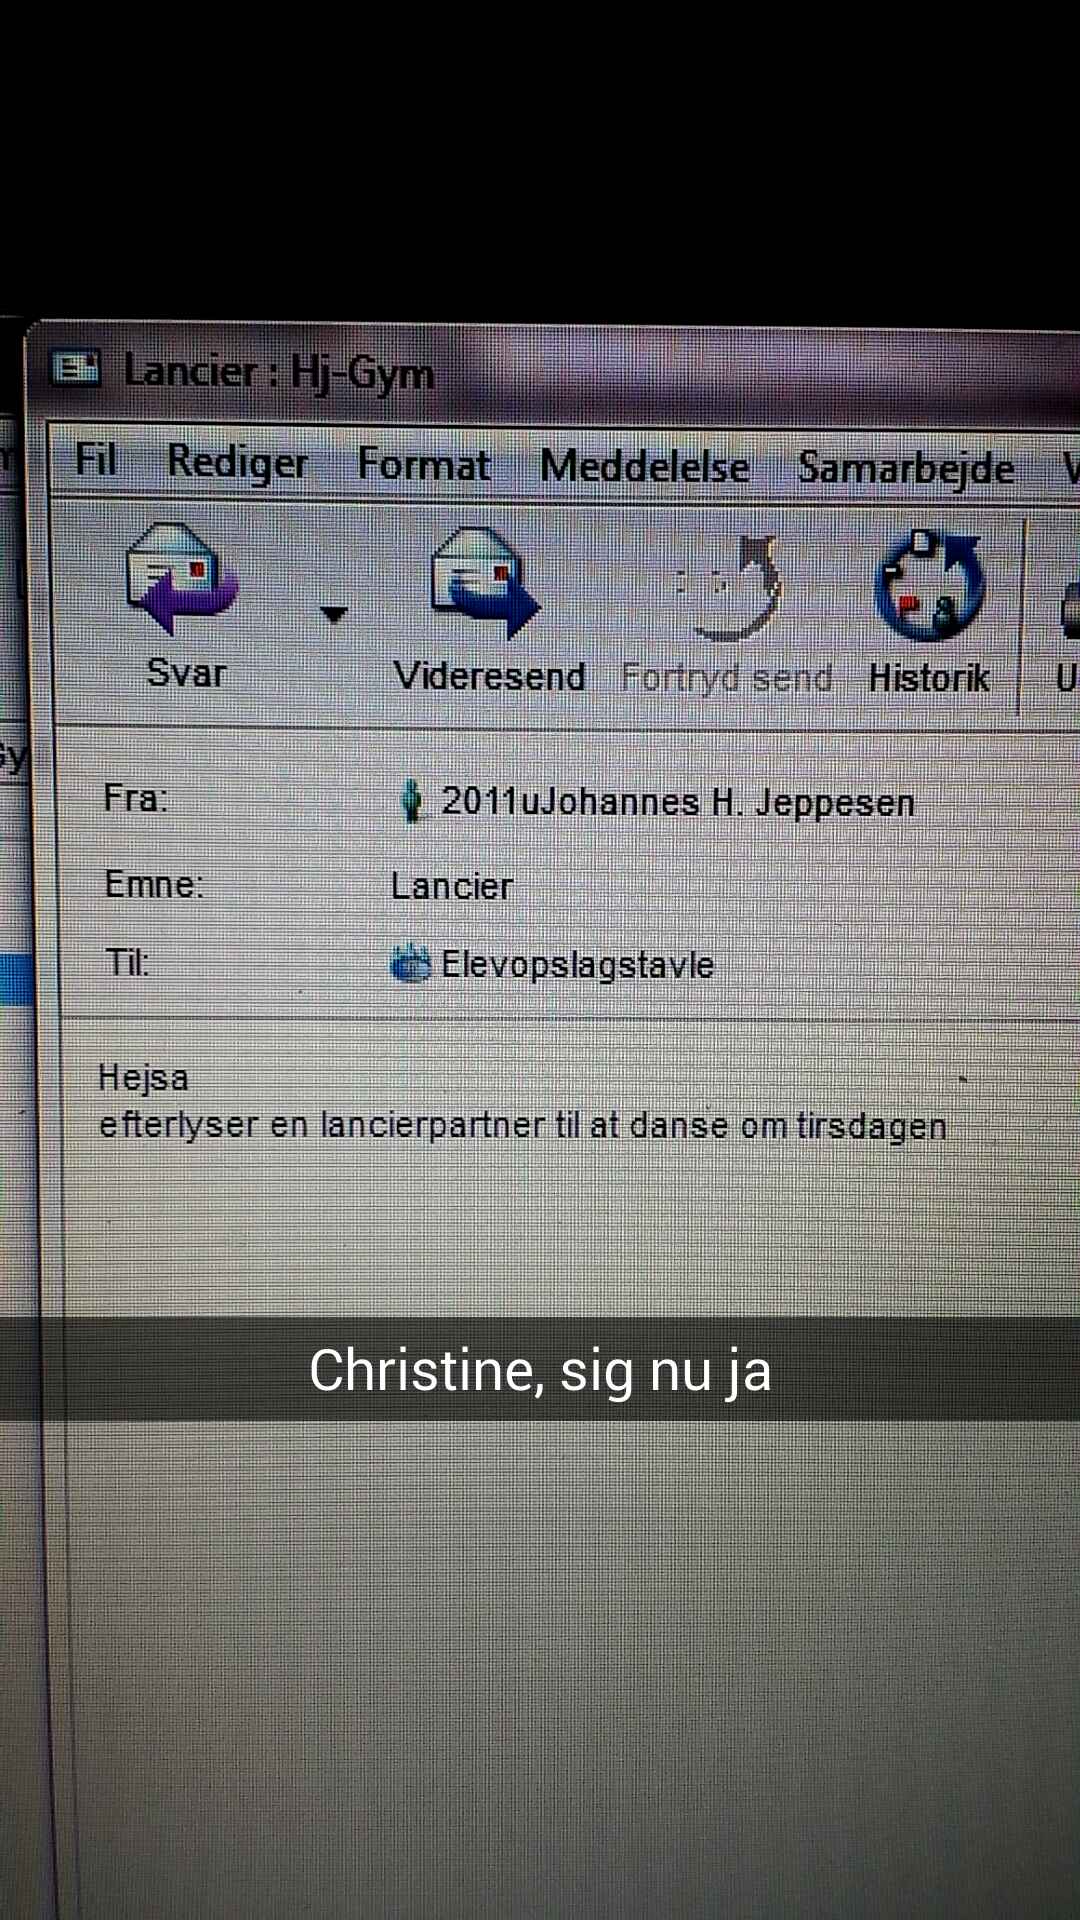 Lancier : Hj-Gym
Fil Rediger Format Meddelelse Samarbejde
Svar Videresend Fortryd send Historik
Fra: 2011uJohannes H. Jeppesen
Emne: Lancier
Til: Elevopslagstavle
Hejsa
efterlyser en lancierpartner til at danse om tirsdagen
Christine, sig nu ja